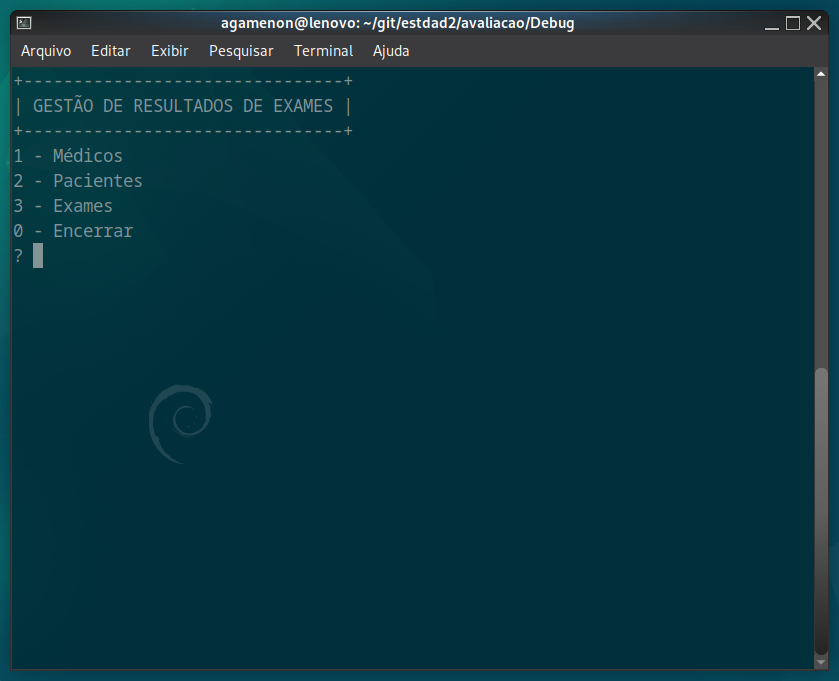 agamenon@lenovo: ~/git/estdad2/avaliacao/Debug
Arquivo Editar Exibir Pesquisar Terminal Ajuda
+--------------------------------+
| GESTÃO DE RESULTADOS DE EXAMES |
+--------------------------------+
1 - Médicos
2 - Pacientes
3 - Exames
0 - Encerrar
?